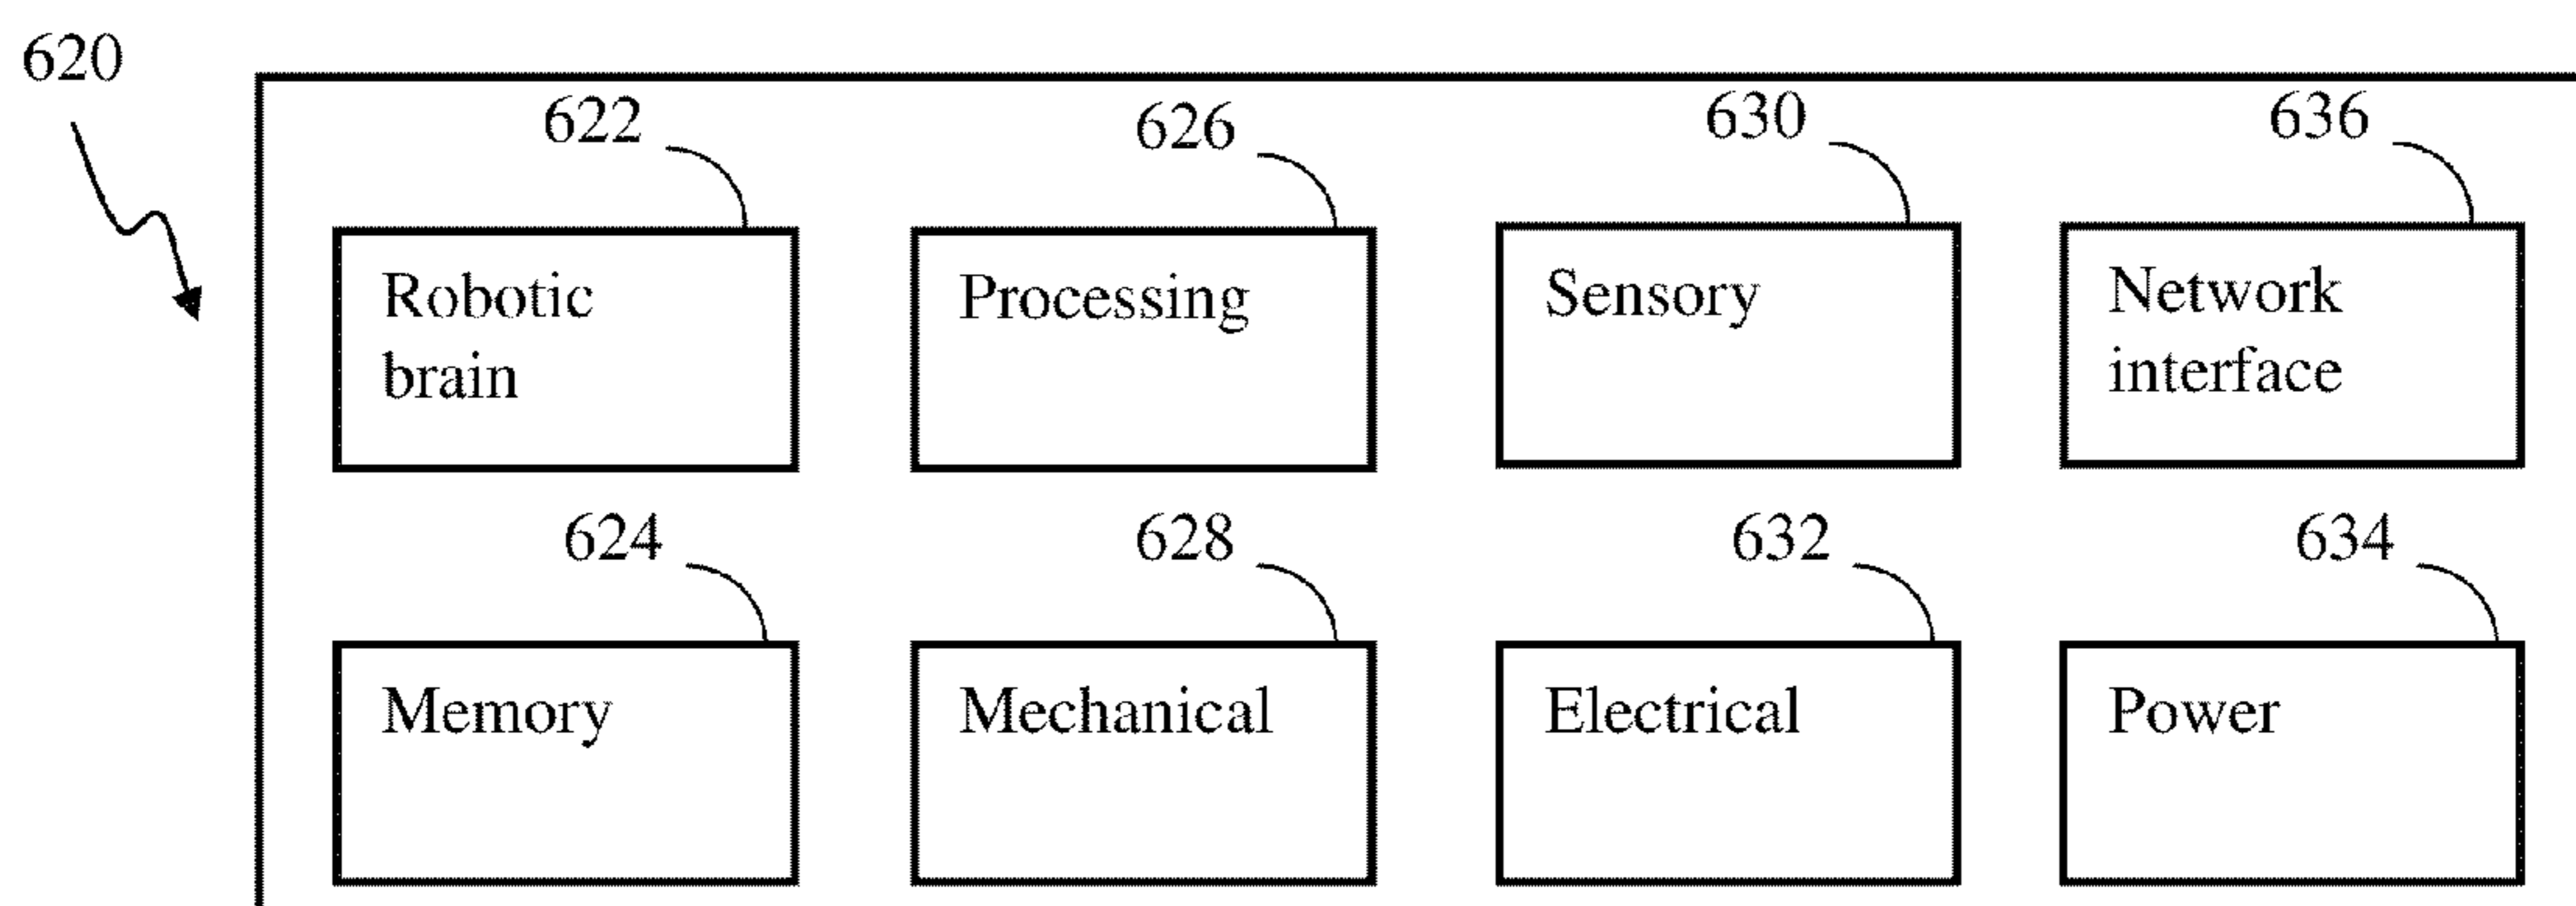 620
622
626
630
636
Robotic
brain
Processing
Sensory
Network
interface
624
628
632
634
Memory
Mechanical
Electrical
Power